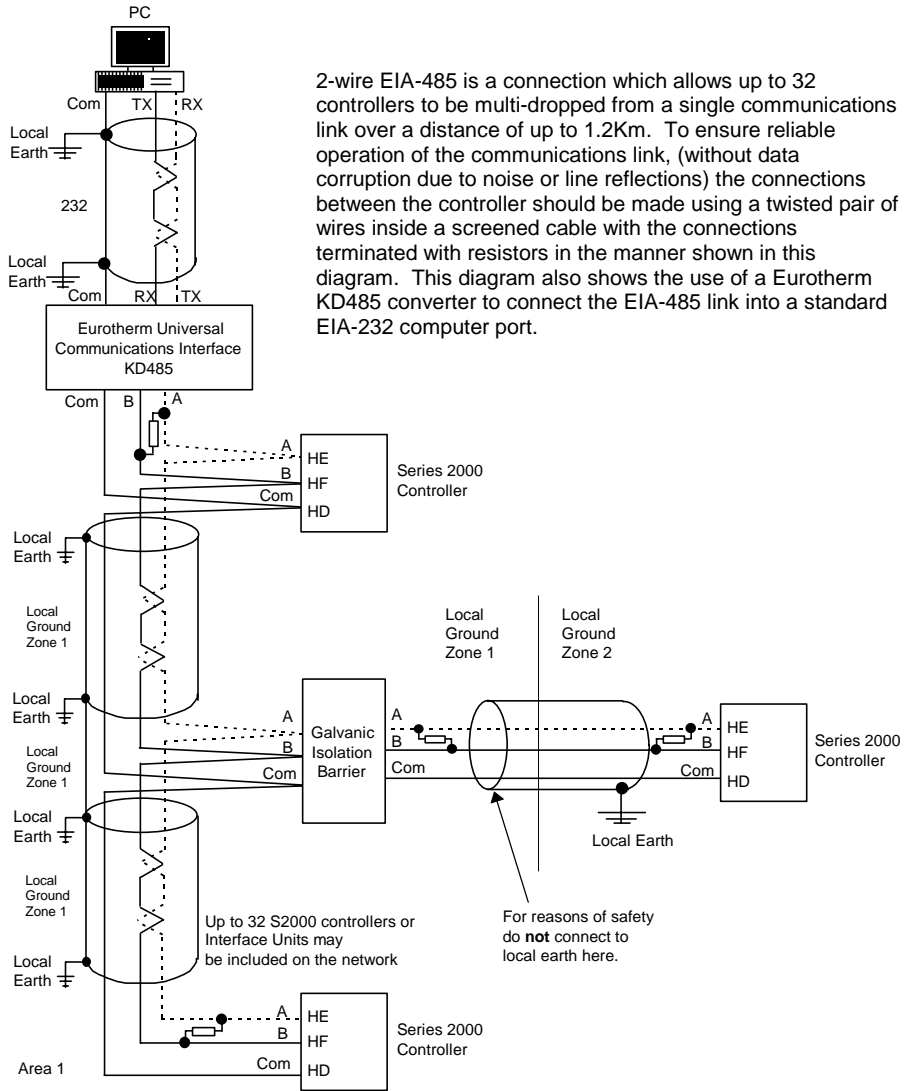 PC
2-wire EIA-485 is a connection which allows up to 32
controllers to be multi-dropped from a single communications
link over a distance of up to 1.2Km. To ensure reliable
operation of the communications link, (without data
corruption due to noise or line reflections) the connections
between the controller should be made using a twisted pair of
wires inside a screened cable with the connections
terminated with resistors in the manner shown in this
diagram. This diagram also shows the use of a Eurotherm
KD485 converter to connect the EIA-485 link into a standard
EIA-232 computer port.
Com TX RX
Local
Earth
232
Local
Earth
Com RX TX
Eurotherm Universal
Communications Interface
KD485
Com B A
A HE
B HF
Com HD
Series 2000
Controller
Local
Earth
Local
Ground
Zone 1
Local
Earth
Local
Ground
Zone 1
Local
Ground
Zone 1
Local
Ground
Zone 2
A
B
Com
Galvanic
Isolation
Barrier
A
B
Com
A HE
B HF
Com HD
Series 2000
Controller
Local Earth
For reasons of safety
do not connect to
local earth here.
Local
Earth
Local
Ground
Zone 1
Local
Earth
Up to 32 S2000 controllers or
Interface Units may
be included on the network
A HE
B HF
Com HD
Series 2000
Controller
Area 1